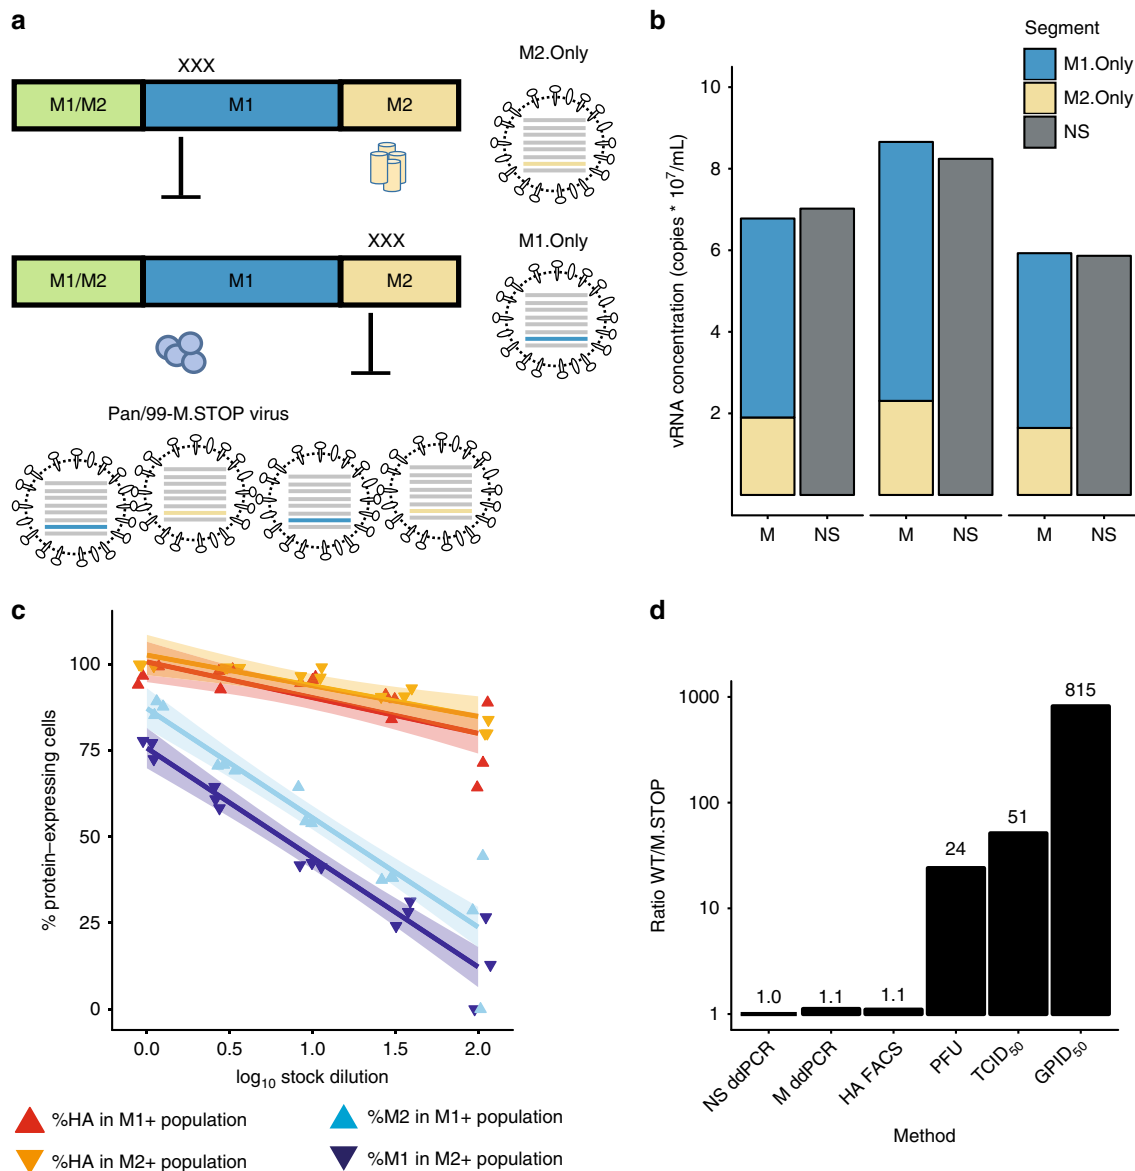 a
XXX
M1/M2
M1
M2
M2.Only
XXX
M1/M2
M1
M2
M1.Only
Pan/99-M.STOP virus
b
Segment
M1.Only
M2.Only
NS
vRNA concentration (copies * 10⁷/mL)
10
8
6
4
2
M
NS
M
NS
M
NS
c
% protein–expressing cells
100
75
50
25
0
0.0
0.5
1.0
1.5
2.0
log₁₀ stock dilution
%HA in M1+ population
%M2 in M1+ population
%HA in M2+ population
%M1 in M2+ population
d
Ratio WT/M.STOP
1000
100
10
1
1.0
1.1
1.1
24
51
815
NS ddPCR
M ddPCR
HA FACS
PFU
TCID₅₀
GPID₅₀
Method